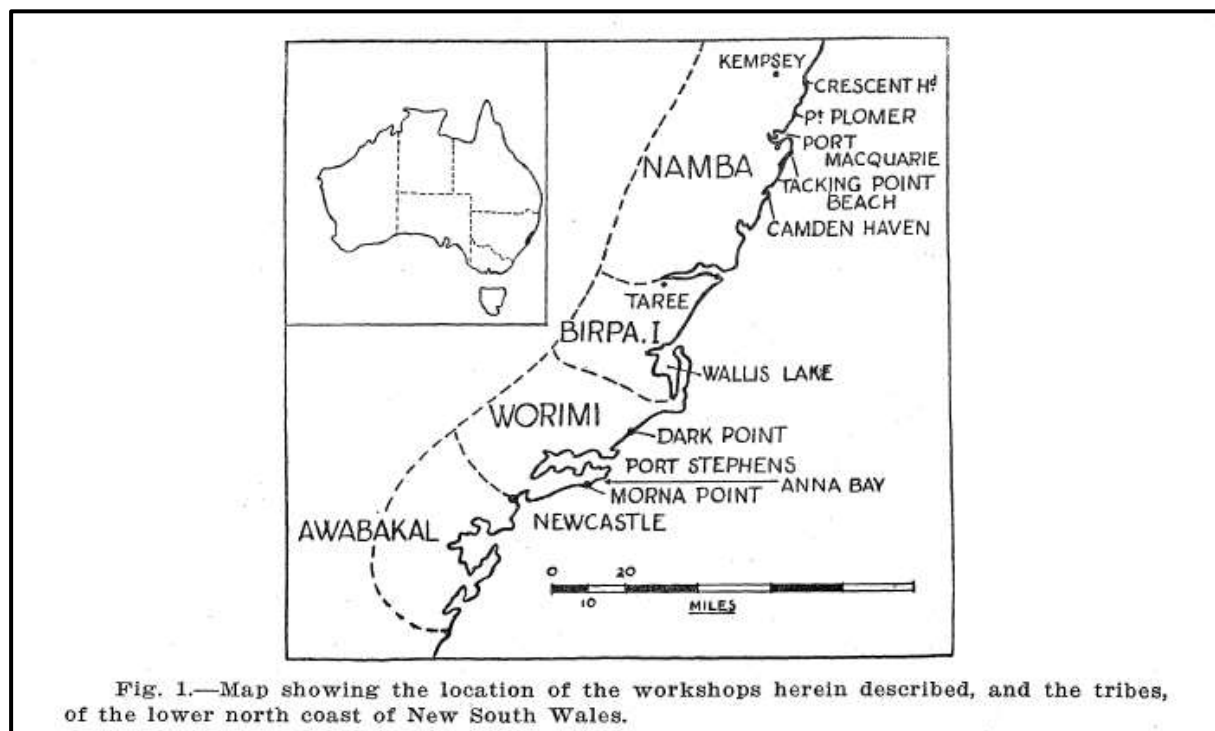 KEMPSEY
CRESCENT Hd
Pt PLOMER
PORT
MACQUARIE
NAMBA
TACKING POINT
BEACH
CAMDEN HAVEN
TAREE
BIRPA.I
WALLIS LAKE
WORIMI
DARK POINT
PORT STEPHENS
ANNA BAY
MORNA POINT
NEWCASTLE
AWABAKAL
0 20
10
MILES
Fig. 1.—Map showing the location of the workshops herein described, and the tribes,
of the lower north coast of New South Wales.